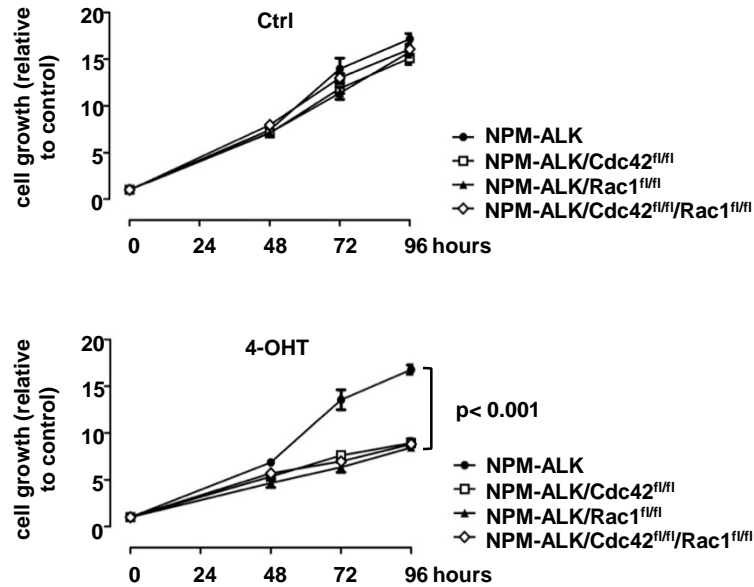 Ctrl
cell growth (relative
to control)
20
15
10
5
0
0 24 48 72 96 hours
NPM-ALK
NPM-ALK/Cdc42fl/fl
NPM-ALK/Rac1fl/fl
NPM-ALK/Cdc42fl/fl/Rac1fl/fl
4-OHT
cell growth (relative
to control)
20
15
10
5
0
0 24 48 72 96 hours
p< 0.001
NPM-ALK
NPM-ALK/Cdc42fl/fl
NPM-ALK/Rac1fl/fl
NPM-ALK/Cdc42fl/fl/Rac1fl/fl